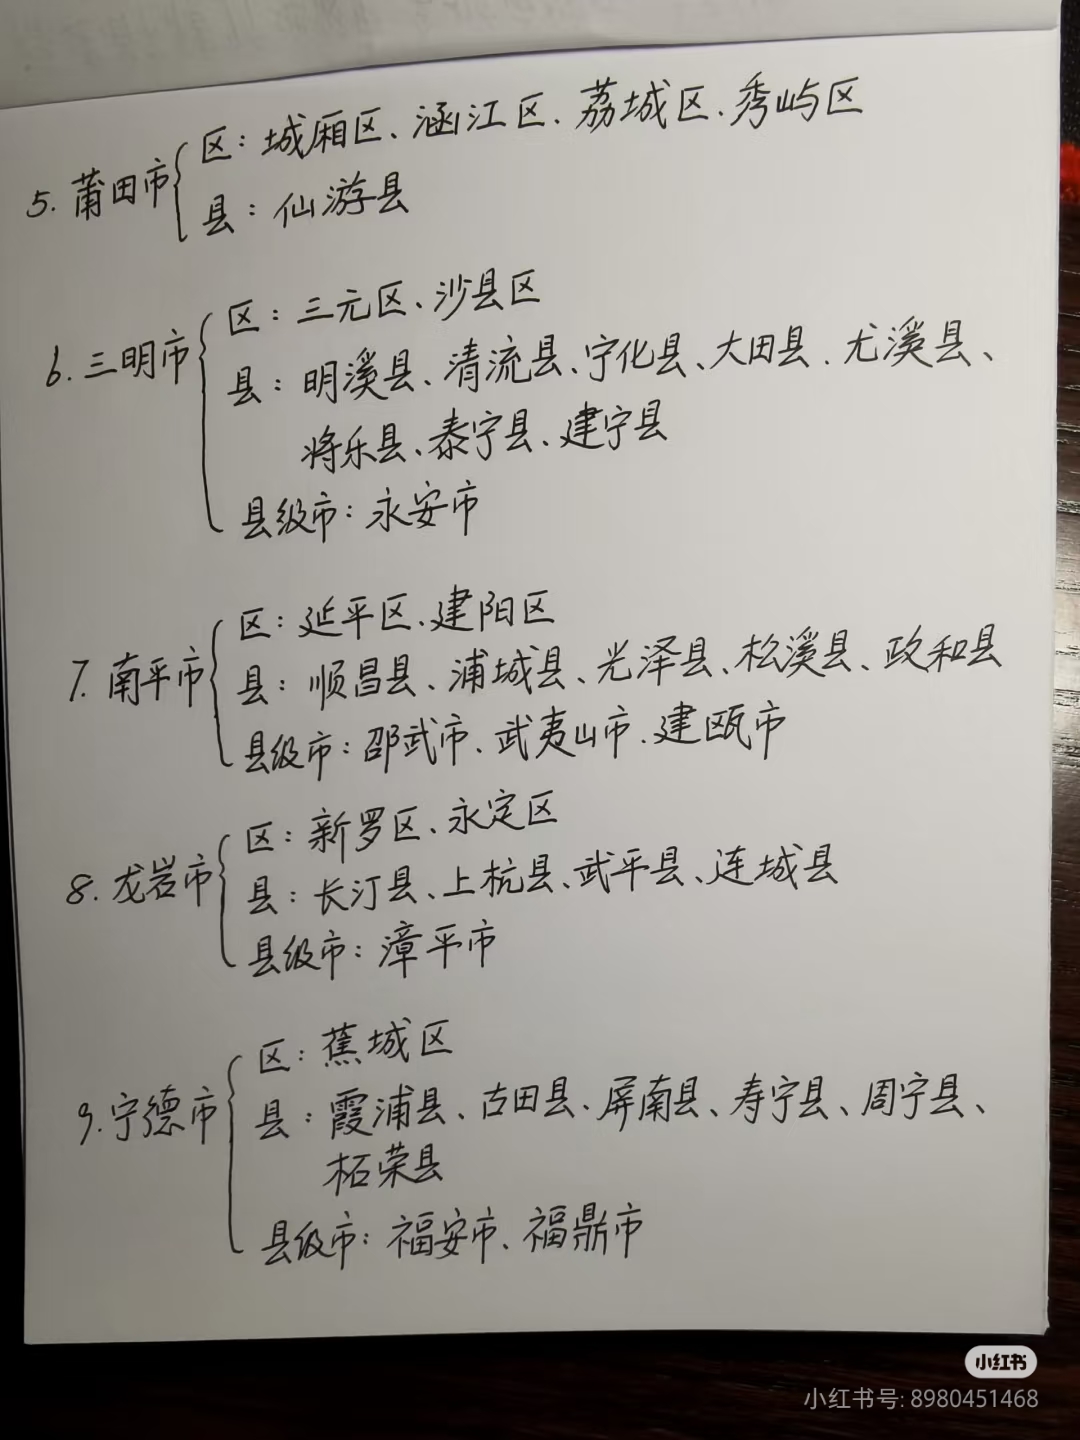 区：城厢区、涵江区、荔城区、秀屿区
5. 莆田市
县：仙游县
区：三元区、沙县区
6. 三明市
县：明溪县、清流县、宁化县、大田县、尤溪县、
将乐县、泰宁县、建宁县
县级市：永安市
区：延平区、建阳区
7. 南平市
县：顺昌县、浦城县、光泽县、松溪县、政和县
县级市：邵武市、武夷山市、建瓯市
区：新罗区、永定区
8. 龙岩市
县：长汀县、上杭县、武平县、连城县
县级市：漳平市
区：蕉城区
9. 宁德市
县：霞浦县、古田县、屏南县、寿宁县、周宁县、
柘荣县
县级市：福安市、福鼎市
小红书
小红书号: 8980451468